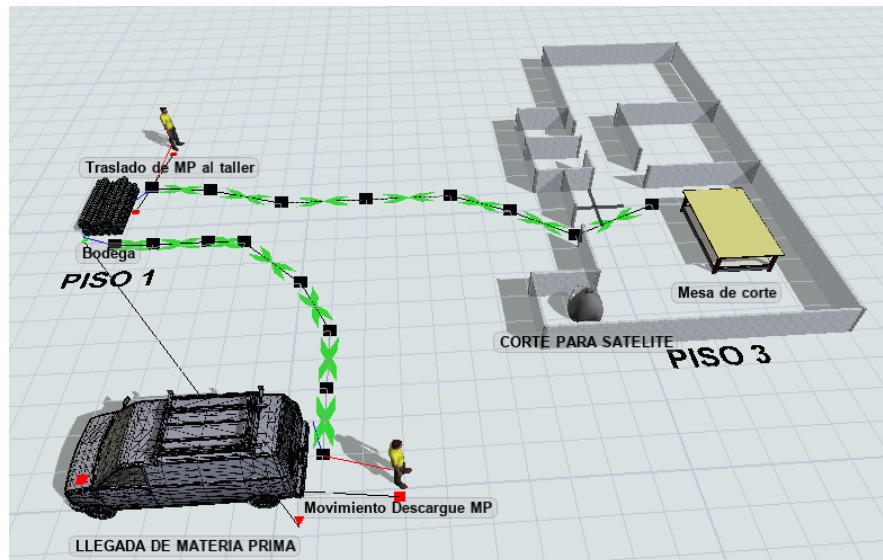 Traslado de MP al taller
Bodega
PISO 1
Mesa de corte
CORTE PARA SATELITE
PISO 3
Movimiento Descargue MP
LLEGADA DE MATERIA PRIMA